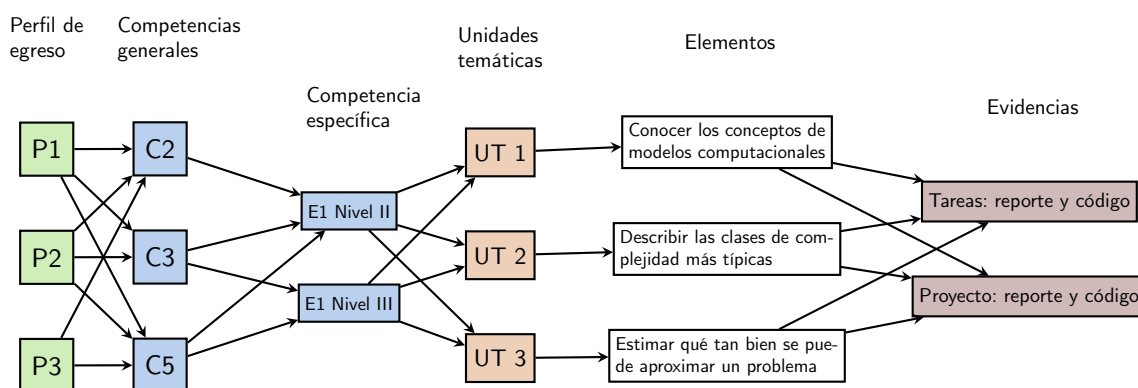 Perfil de
egreso
Competencias
generales
Competencia
específica
Unidades
temáticas
Elementos
Evidencias
P1
P2
P3
C2
C3
C5
E1 Nivel II
E1 Nivel III
UT 1
UT 2
UT 3
Conocer los conceptos de
modelos computacionales
Describir las clases de com-
plejidad más típicas
Estimar qué tan bien se pue-
de aproximar un problema
Tareas: reporte y código
Proyecto: reporte y código